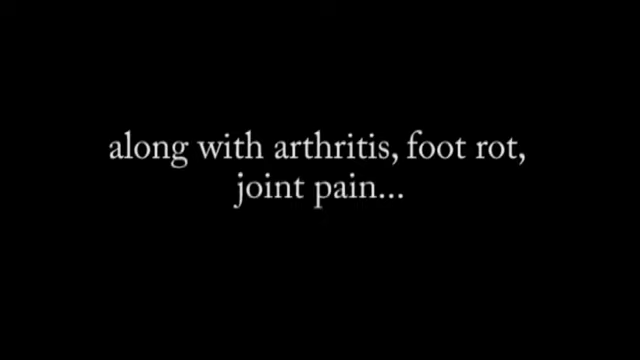 along with arthritis, foot rot,
joint pain...